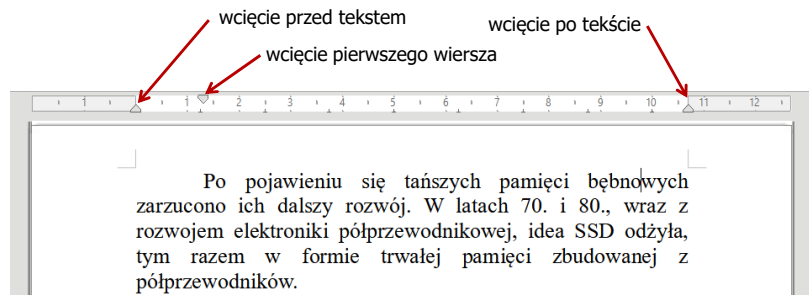 wcięcie przed tekstem
wcięcie po tekście
wcięcie pierwszego wiersza
1 1 2 3 4 5 6 7 8 9 10 11 12
Po pojawieniu się tańszych pamięci bębnowych
zarzucono ich dalszy rozwój. W latach 70. i 80., wraz z
rozwojem elektroniki półprzewodnikowej, idea SSD odżyła,
tym razem w formie trwałej pamięci zbudowanej z
półprzewodników.